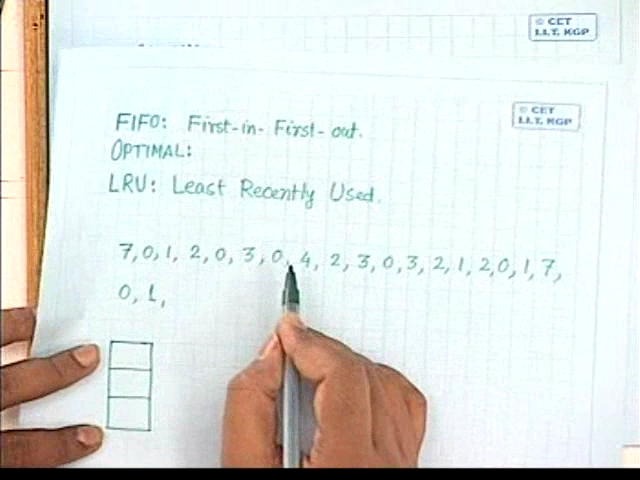 © CET
I.I.T. KGP
© CET
I.I.T. KGP
FIFO: First-in-First-out.
OPTIMAL:
LRU: Least Recently Used.
7, 0, 1, 2, 0, 3, 0, 4, 2, 3, 0, 3, 2, 1, 2, 0, 1, 7,
0, 1,